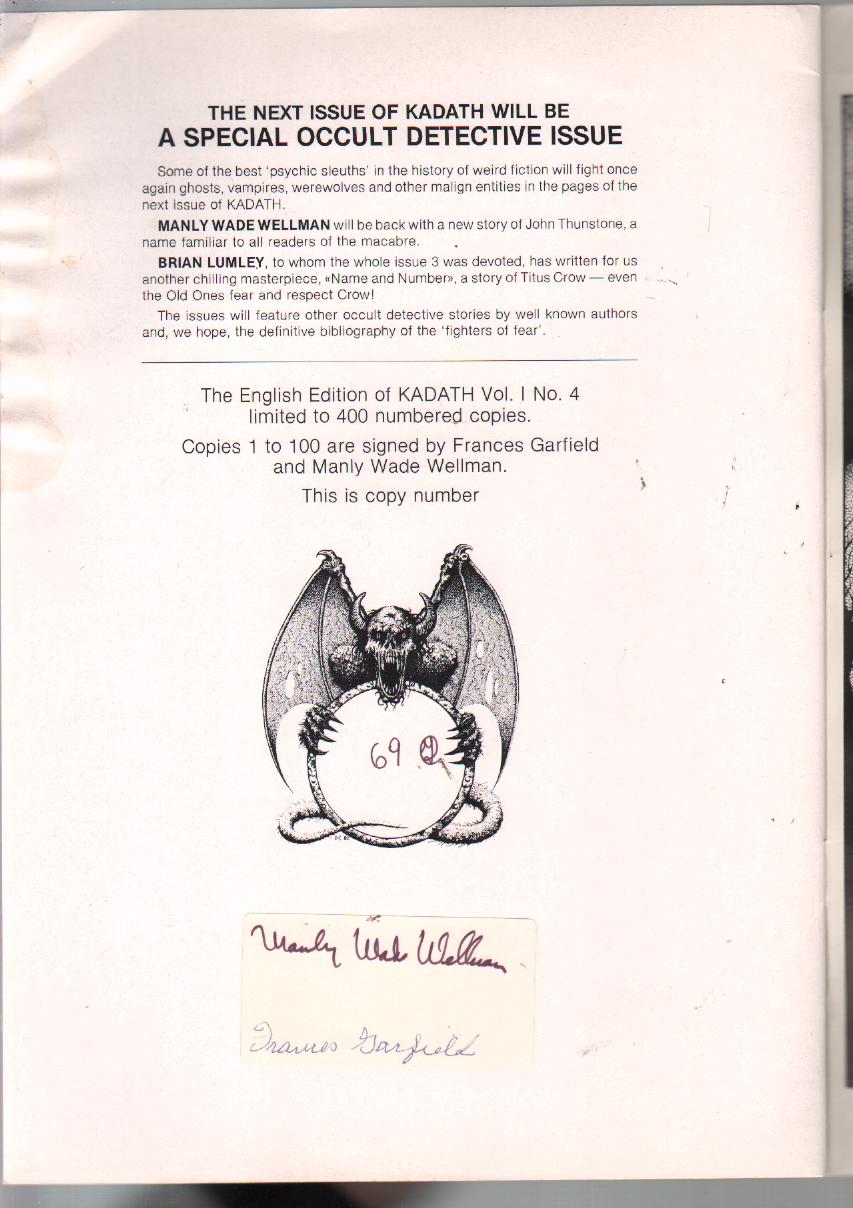 THE NEXT ISSUE OF KADATH WILL BE
A SPECIAL OCCULT DETECTIVE ISSUE
Some of the best ‘psychic sleuths’ in the history of weird fiction will fight once
again ghosts, vampires, werewolves and other malign entities in the pages of the
next issue of KADATH.
MANLY WADE WELLMAN will be back with a new story of John Thunstone, a
name familiar to all readers of the macabre.
BRIAN LUMLEY, to whom the whole issue 3 was devoted, has written for us
another chilling masterpiece, «Name and Number», a story of Titus Crow — even
the Old Ones fear and respect Crow!
The issues will feature other occult detective stories by well known authors
and, we hope, the definitive bibliography of the ‘fighters of fear’.
The English Edition of KADATH Vol. I No. 4
limited to 400 numbered copies.
Copies 1 to 100 are signed by Frances Garfield
and Manly Wade Wellman.
This is copy number
69
Manly Wade Wellman
Frances Garfield